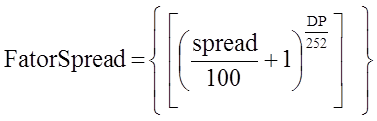 FatorSpread = { [ ( spread / 100 + 1 )^(DP / 252) ] }